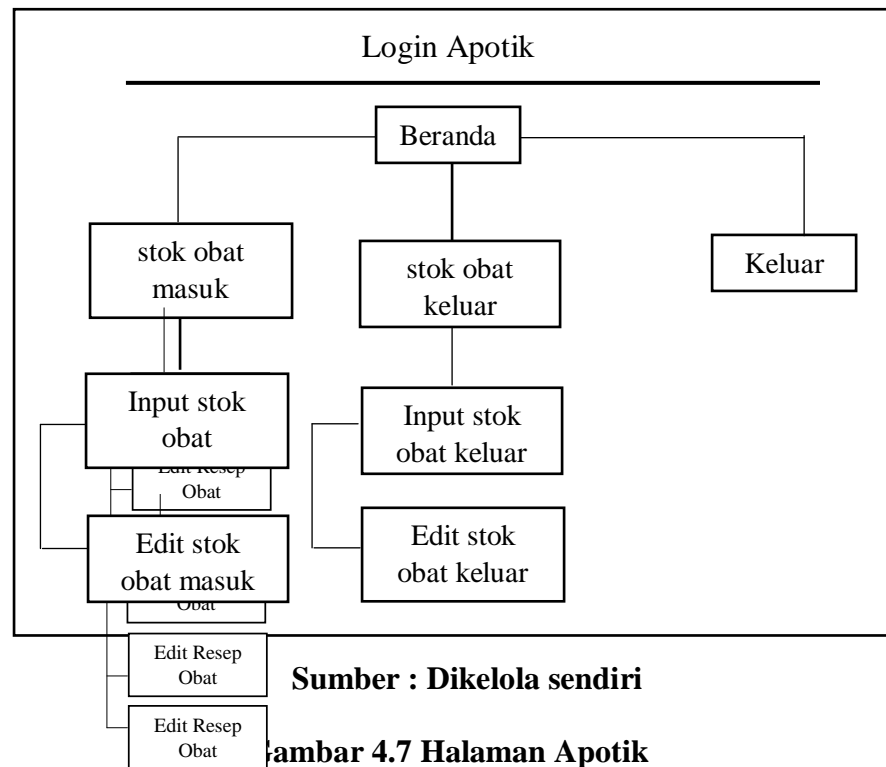 Login Apotik
Beranda
stok obat
masuk
stok obat
keluar
Keluar
Input stok
obat
Input stok
obat keluar
Edit Resep
Obat
Edit stok
obat masuk
Edit stok
obat keluar
Obat
Edit Resep
Obat
Sumber : Dikelola sendiri
Edit Resep
Obat
Gambar 4.7 Halaman Apotik